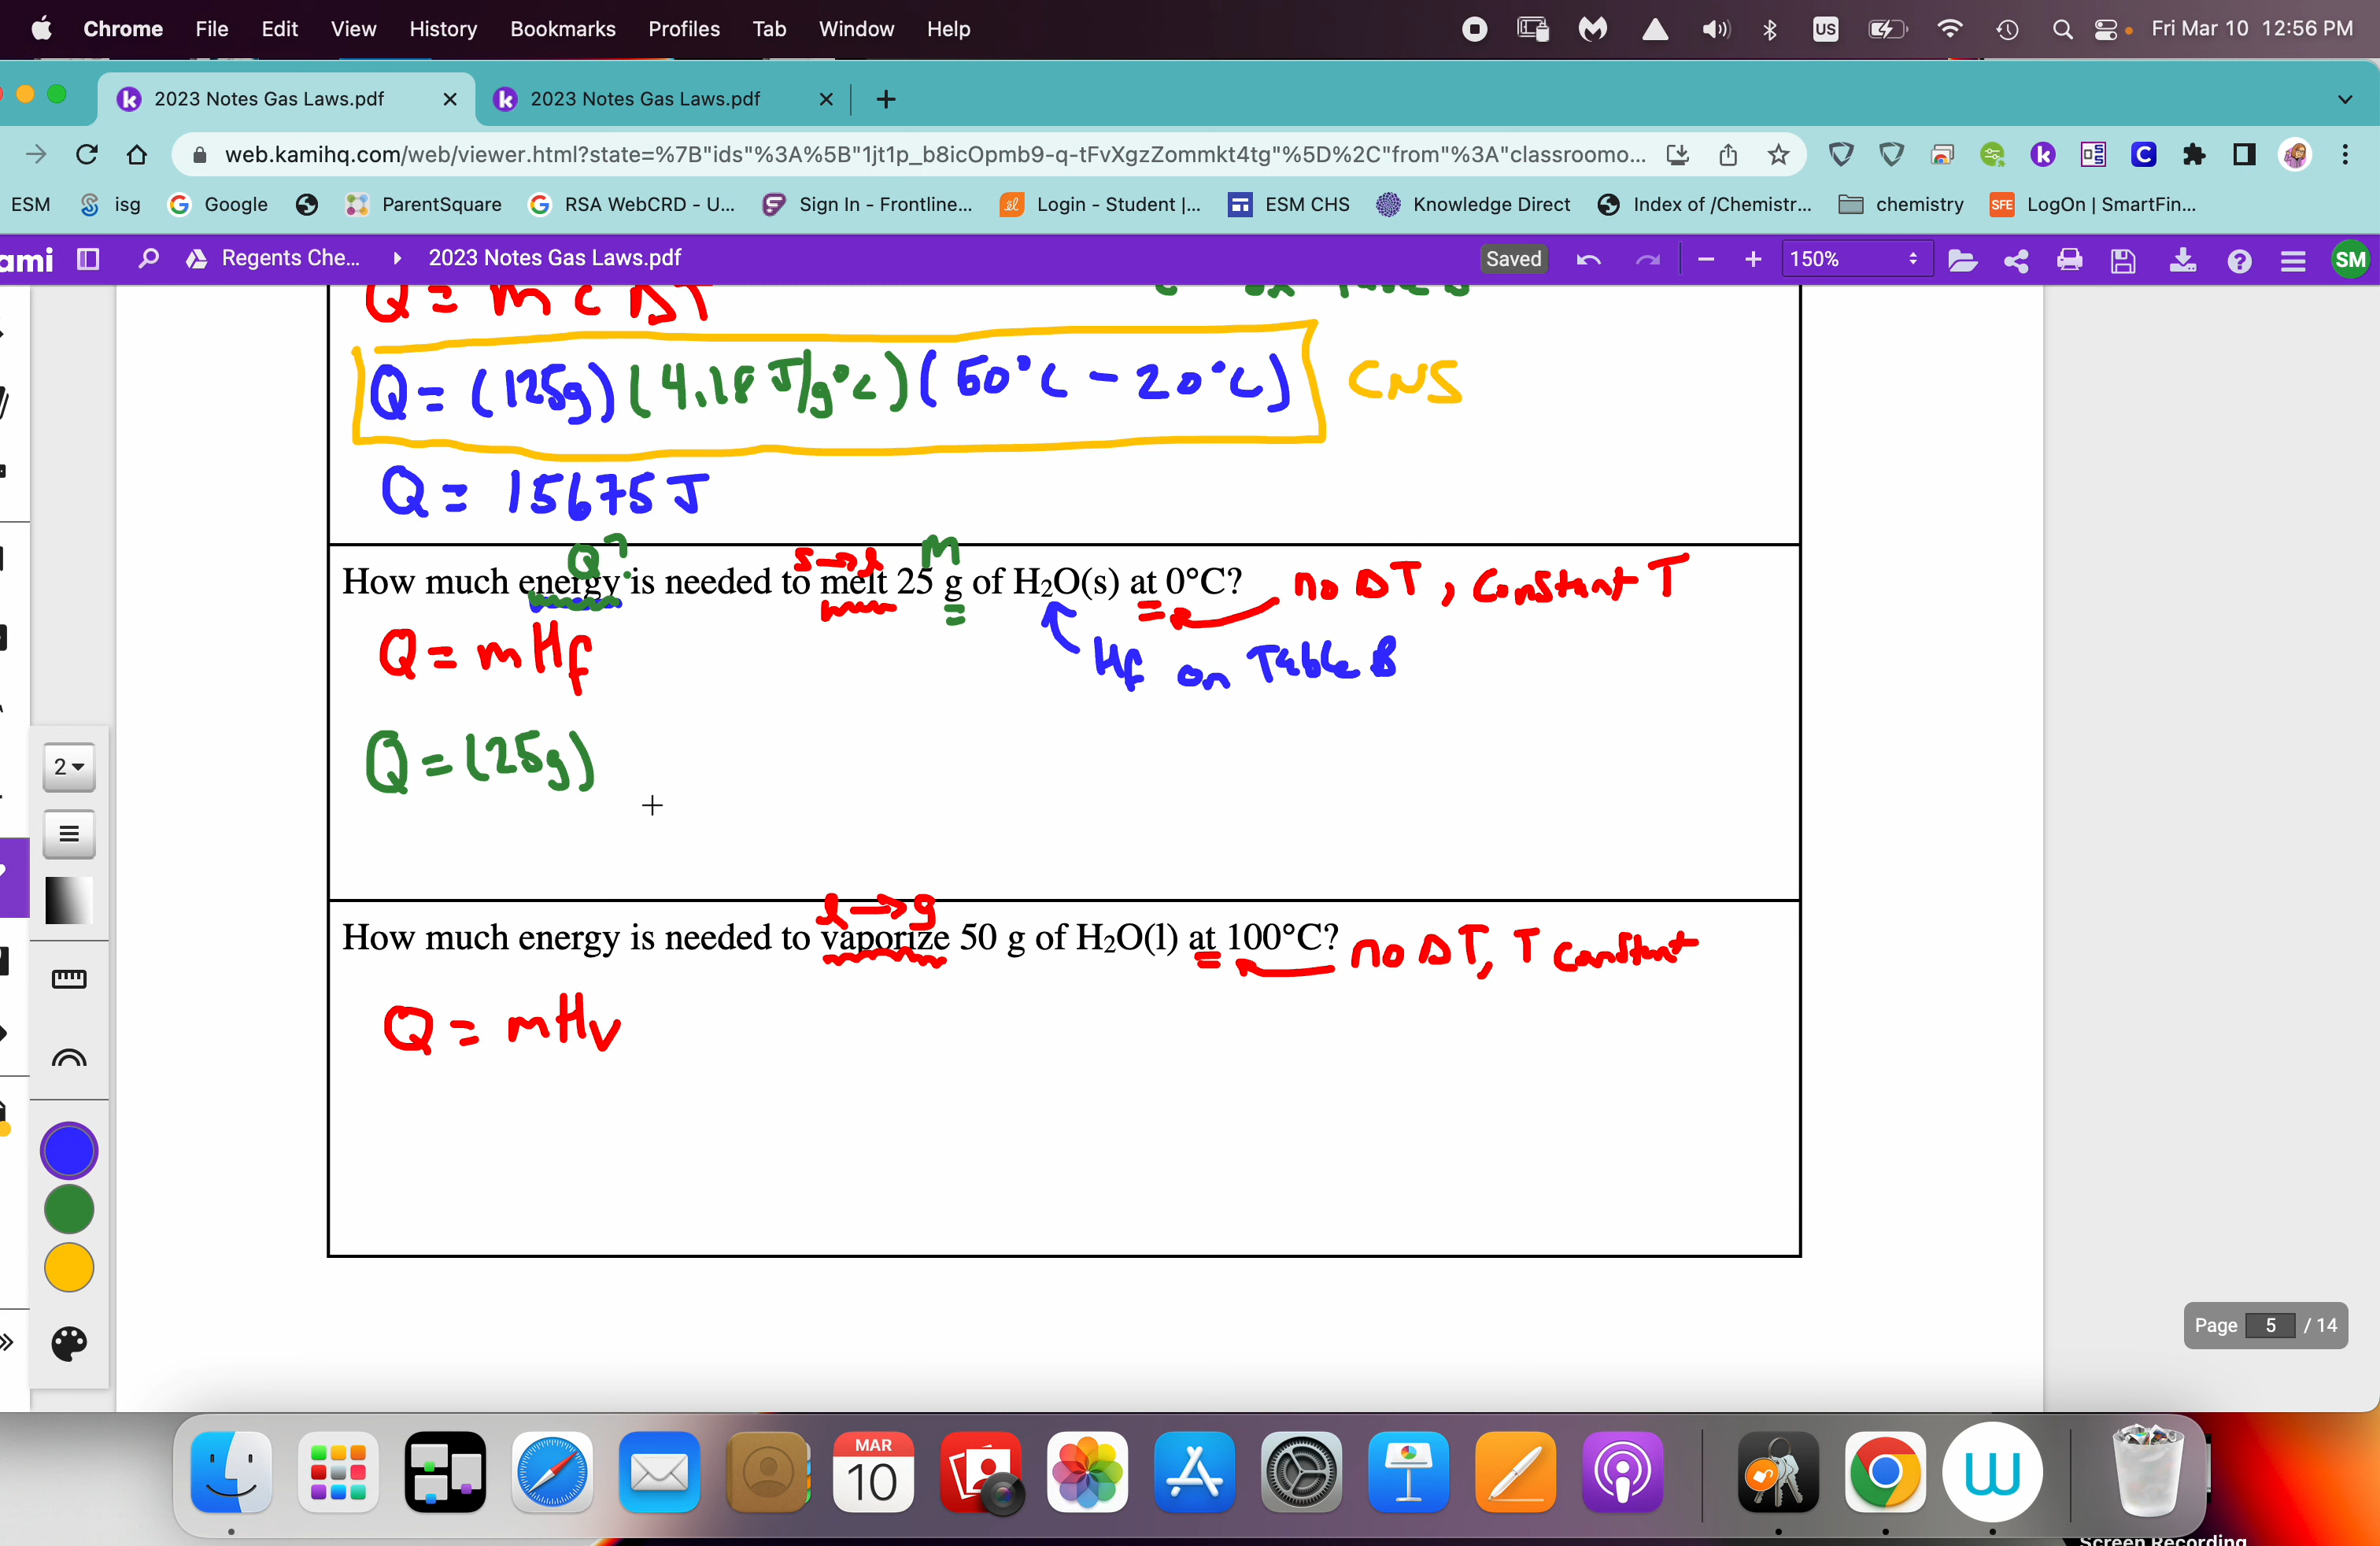 Chrome File Edit View History Bookmarks Profiles Tab Window Help US Fri Mar 10 12:56 PM
2023 Notes Gas Laws.pdf 2023 Notes Gas Laws.pdf
web.kamihq.com/web/viewer.html?state=%7B"ids"%3A%5B"1jt1p_b8icOpmb9-q-tFvXgzZommkt4tg"%5D%2C"from"%3A"classroomo...
ESM isg Google ParentSquare RSA WebCRD - U... Sign In - Frontline... Login - Student |... ESM CHS Knowledge Direct Index of /Chemistr... chemistry SFE LogOn | SmartFin...
ami Regents Che... 2023 Notes Gas Laws.pdf Saved 150% SM
Q = m c ΔT
Q = (125g) (4.18 J/g°C) (50°C - 20°C) CNS
Q = 15675 J
Q? s→l M
How much energy is needed to melt 25 g of H₂O(s) at 0°C? no ΔT, constant T
Q = mHf Hf on Table B
Q = (25g)
2
l→g
How much energy is needed to vaporize 50 g of H₂O(l) at 100°C? no ΔT, T constant
Q = mHv
Page 5 / 14
MAR
10
Screen Recording